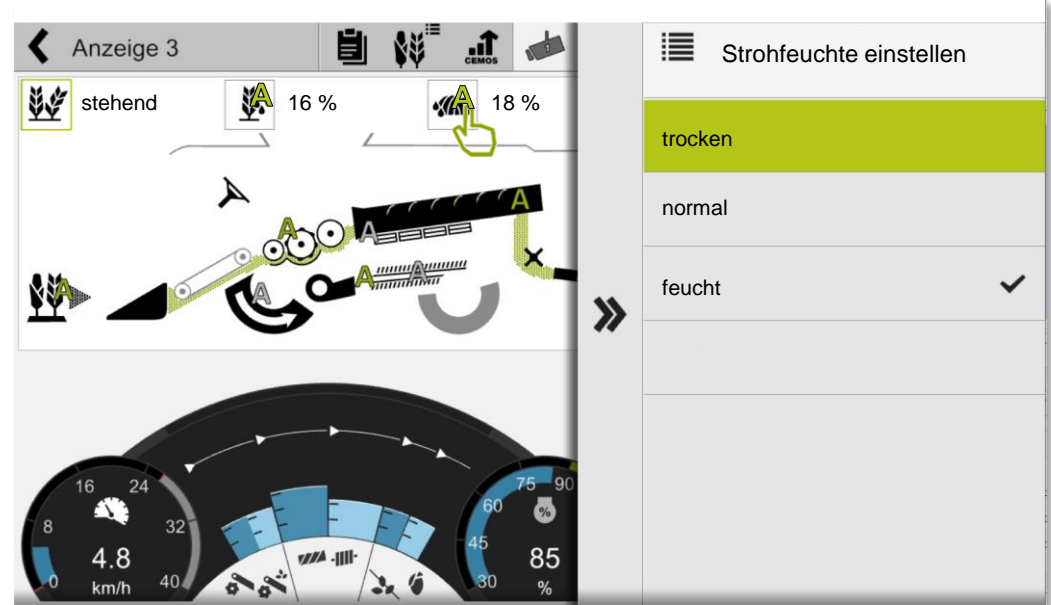 Anzeige 3
CEMOS
Strohfeuchte einstellen
stehend
A
16 %
A
18 %
trocken
normal
feucht
A
A
A
A
A
A
A
16
24
8
32
0
40
4.8
km/h
75
90
60
%
45
30
85
%